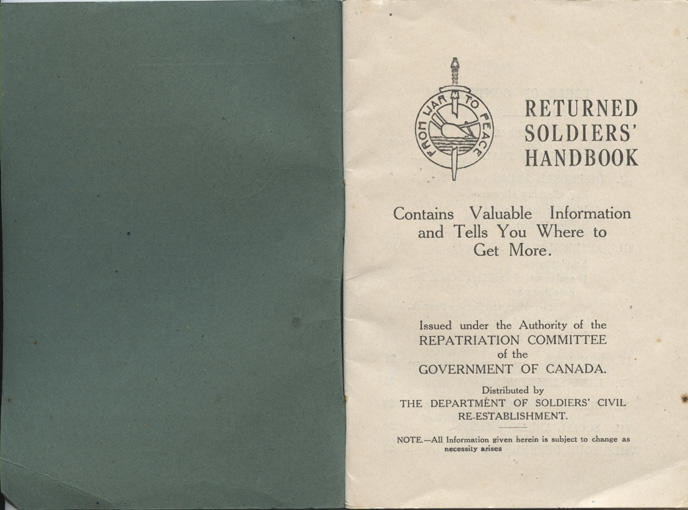 FROM WAR TO PEACE
RETURNED
SOLDIERS'
HANDBOOK
Contains Valuable Information
and Tells You Where to
Get More.
Issued under the Authority of the
REPATRIATION COMMITTEE
of the
GOVERNMENT OF CANADA.
Distributed by
THE DEPARTMENT OF SOLDIERS' CIVIL
RE-ESTABLISHMENT.
NOTE.—All Information given herein is subject to change as
necessity arises